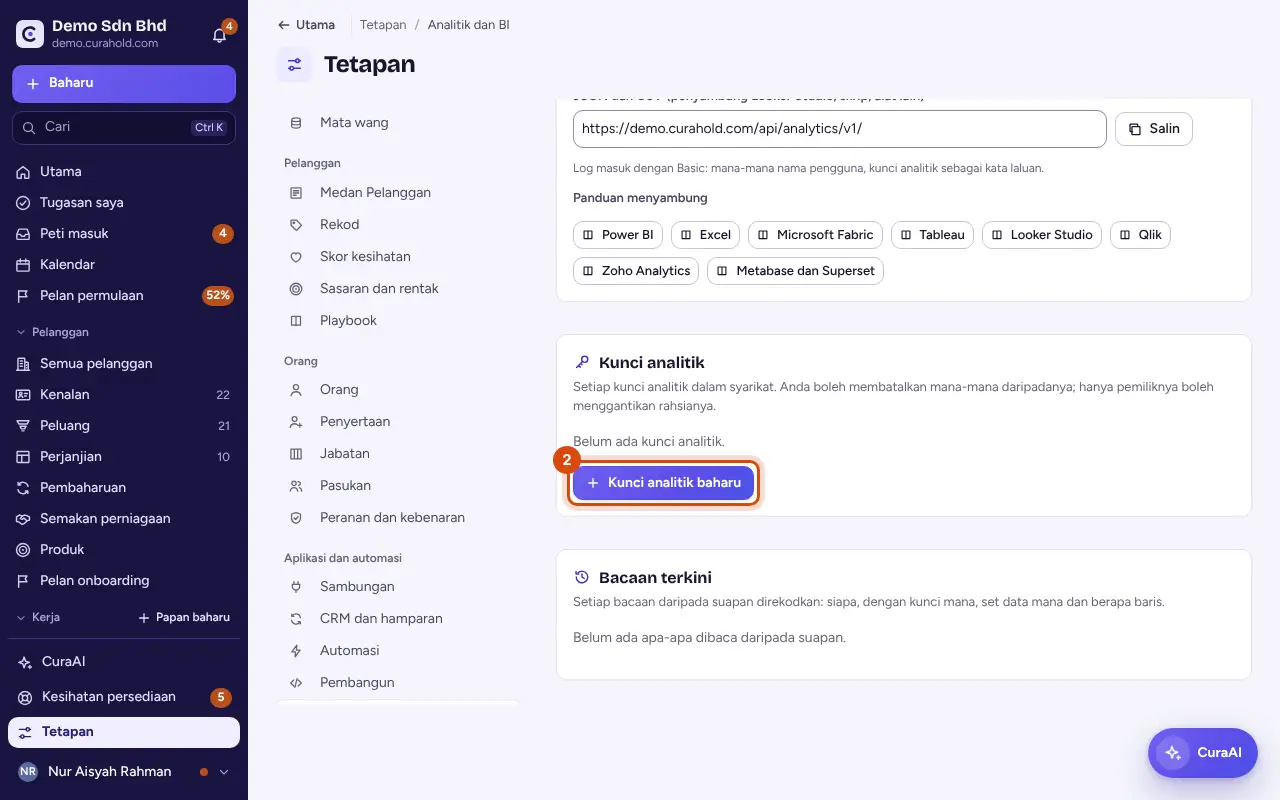 Demo Sdn Bhd
demo.curahold.com
4
Baharu
Cari
Ctrl K
Utama
Tugasan saya
Peti masuk
4
Kalendar
Pelan permulaan
52%
Pelanggan
Semua pelanggan
Kenalan
22
Peluang
21
Perjanjian
10
Pembaharuan
Semakan perniagaan
Produk
Pelan onboarding
Kerja
Papan baharu
CuraAI
Kesihatan persediaan
5
Tetapan
NR
Nur Aisyah Rahman
Utama
Tetapan / Analitik dan BI
Tetapan
Mata wang
Pelanggan
Medan Pelanggan
Rekod
Skor kesihatan
Sasaran dan rentak
Playbook
Orang
Orang
Penyertaan
Jabatan
Pasukan
Peranan dan kebenaran
Aplikasi dan automasi
Sambungan
CRM dan hamparan
Automasi
Pembangun
https://demo.curahold.com/api/analytics/v1/
Salin
Log masuk dengan Basic: mana-mana nama pengguna, kunci analitik sebagai kata laluan.
Panduan menyambung
Power BI
Excel
Microsoft Fabric
Tableau
Looker Studio
Qlik
Zoho Analytics
Metabase dan Superset
Kunci analitik
Setiap kunci analitik dalam syarikat. Anda boleh membatalkan mana-mana daripadanya; hanya pemiliknya boleh
menggantikan rahsianya.
Belum ada kunci analitik.
2
Kunci analitik baharu
Bacaan terkini
Setiap bacaan daripada suapan direkodkan: siapa, dengan kunci mana, set data mana dan berapa baris.
Belum ada apa-apa dibaca daripada suapan.
CuraAI